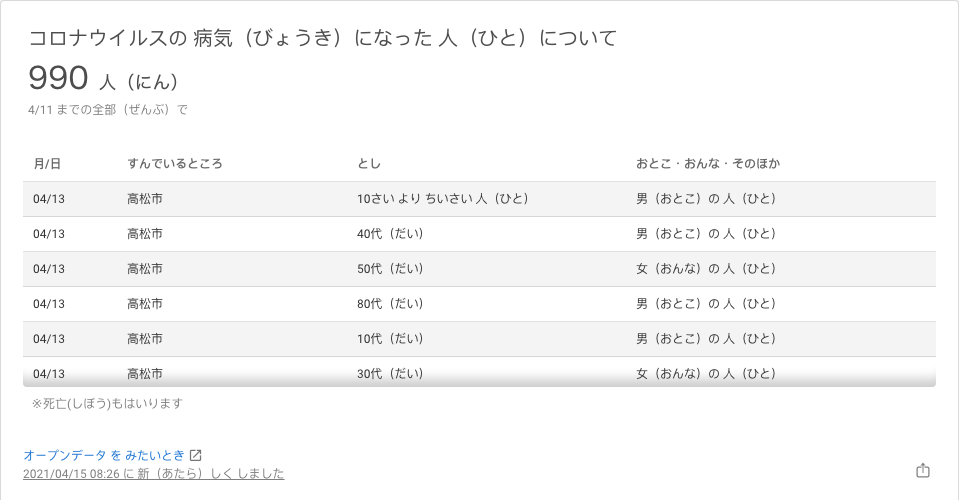 コロナウイルスの 病気（びょうき）になった 人（ひと）について
990 人（にん）
4/11 までの全部（ぜんぶ）で
月/日 すんでいるところ とし おとこ・おんな・そのほか
04/13 高松市 10さい より ちいさい 人（ひと） 男（おとこ）の 人（ひと）
04/13 高松市 40代（だい） 男（おとこ）の 人（ひと）
04/13 高松市 50代（だい） 女（おんな）の 人（ひと）
04/13 高松市 80代（だい） 男（おとこ）の 人（ひと）
04/13 高松市 10代（だい） 男（おとこ）の 人（ひと）
04/13 高松市 30代（だい） 女（おんな）の 人（ひと）
※死亡(しぼう)もはいります
オープンデータ を みたいとき
2021/04/15 08:26 に 新（あたら）しく しました